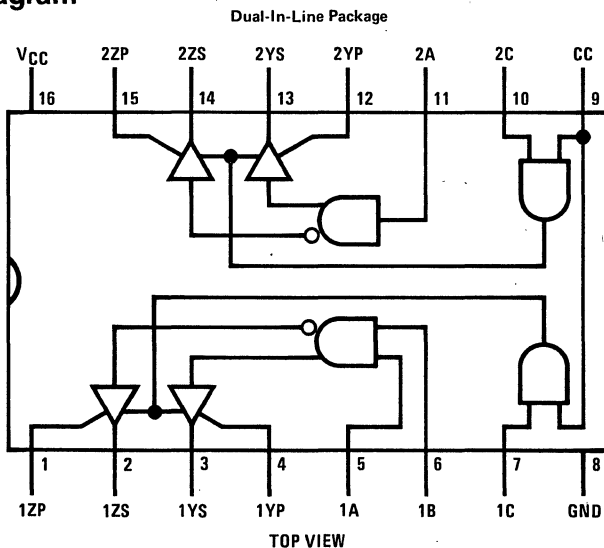 Dual-In-Line Package
VCC 2ZP 2ZS 2YS 2YP 2A 2C CC
16 15 14 13 12 11 10 9
1 2 3 4 5 6 7 8
1ZP 1ZS 1YS 1YP 1A 1B 1C GND
TOP VIEW